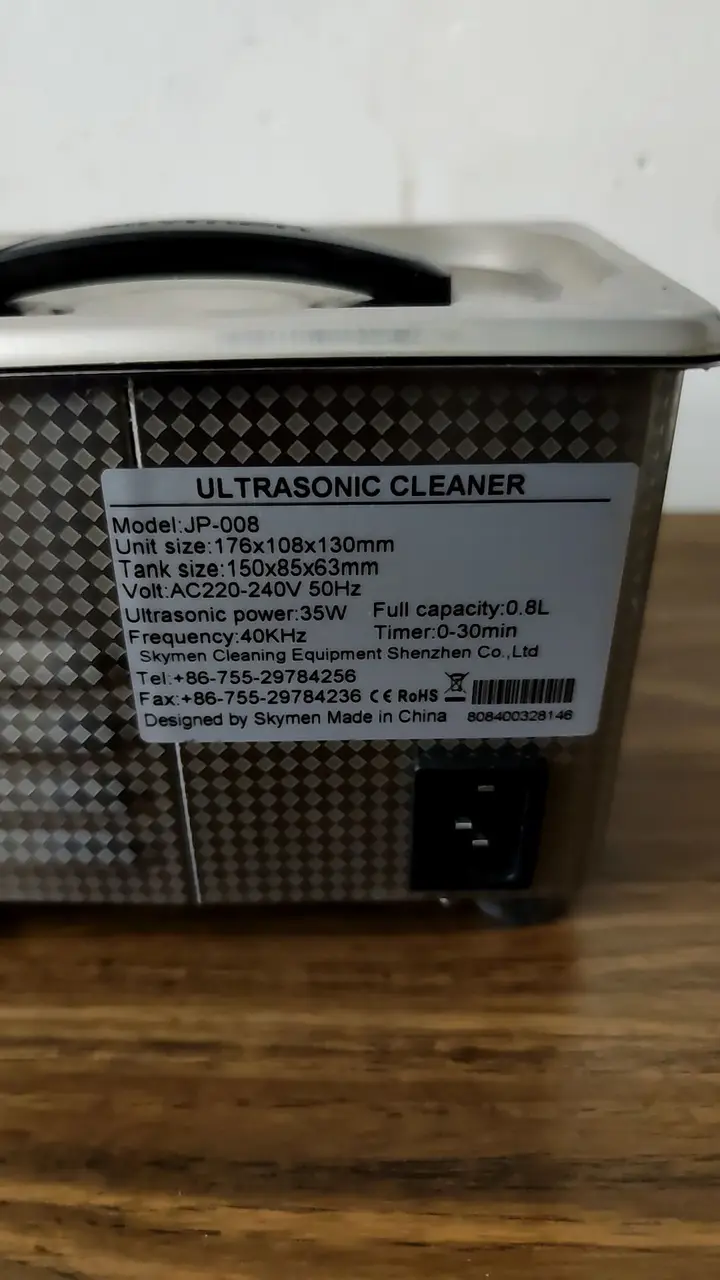 ULTRASONIC CLEANER
Model:JP-008
Unit size:176x108x130mm
Tank size:150x85x63mm
Volt:AC220-240V 50Hz
Ultrasonic power:35W Full capacity:0.8L
Frequency:40KHz Timer:0-30min
Skymen Cleaning Equipment Shenzhen Co.,Ltd
Tel:+86-755-29784256
Fax:+86-755-29784236 CE RoHS
Designed by Skymen Made in China 808400328146